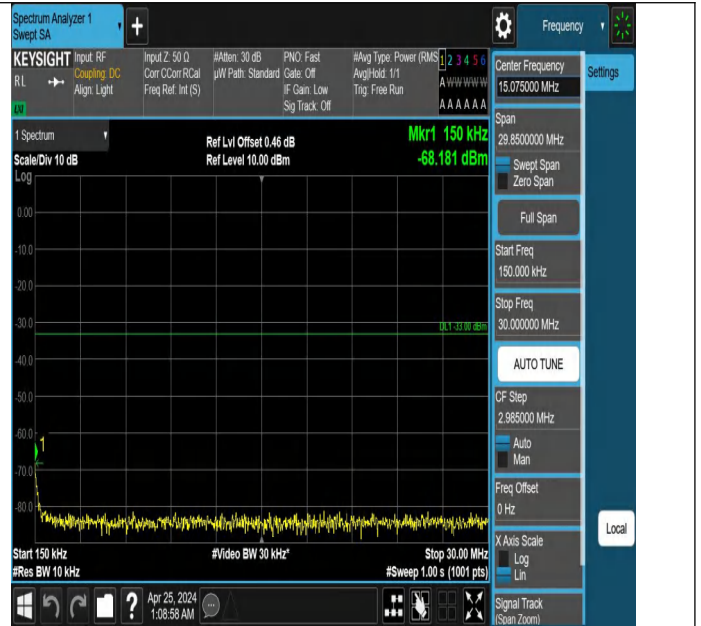 Spectrum Analyzer 1
Swept SA
+
Frequency
KEYSIGHT
RL
LXI
Input: RF
Coupling: DC
Align: Light
Input Z: 50 Ω
Corr CCorr RCal
Freq Ref: Int (S)
#Atten: 30 dB
µW Path: Standard
PNO: Fast
Gate: Off
IF Gain: Low
Sig Track: Off
#Avg Type: Power (RMS
Avg|Hold: 1/1
Trig: Free Run
1 2 3 4 5 6
A W W W W W
A A A A A A
1 Spectrum
Scale/Div 10 dB
Log
Ref Lvl Offset 0.46 dB
Ref Level 10.00 dBm
Mkr1 150 kHz
-68.181 dBm
0.00
-10.0
-20.0
-30.0
-40.0
-50.0
-60.0
-70.0
-80.0
DL1 -33.00 dBm
1
Start 150 kHz
#Res BW 10 kHz
#Video BW 30 kHz*
Stop 30.00 MHz
#Sweep 1.00 s (1001 pts)
Center Frequency
15.075000 MHz
Settings
Span
29.8500000 MHz
Swept Span
Zero Span
Full Span
Start Freq
150.000 kHz
Stop Freq
30.000000 MHz
AUTO TUNE
CF Step
2.985000 MHz
Auto
Man
Freq Offset
0 Hz
Local
X Axis Scale
Log
Lin
Signal Track
(Span Zoom)
?
Apr 25, 2024
1:08:58 AM